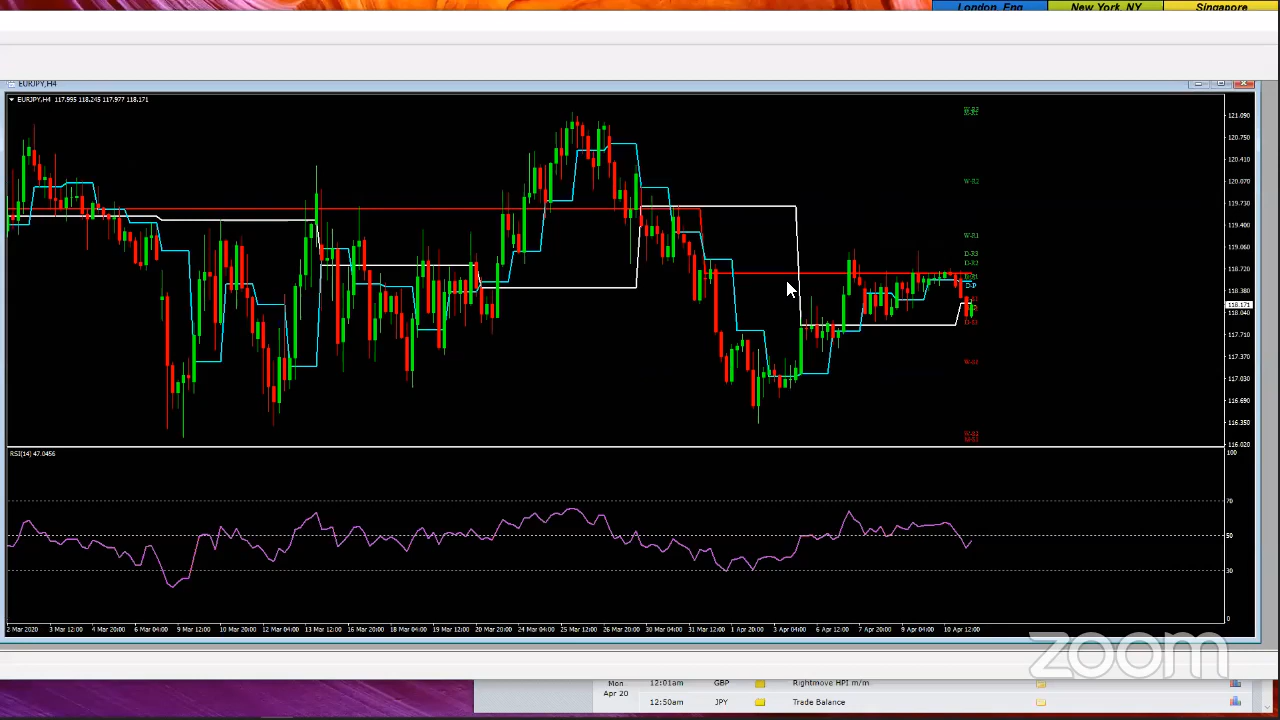 London, Eng New York, NY Singapore
EURJPY,H4
EURJPY,H4 117.995 118.245 117.977 118.171
121.090
120.750
120.410
120.070
W-R2
119.730
119.400
W-R1
119.060
D-R3
D-R2
118.720
118.380
D-P
118.171
118.040
117.710
117.370
117.030
116.690
116.350
116.020
RSI(14) 47.0456
100
70
50
30
0
2 Mar 2020 3 Mar 12:00 4 Mar 20:00 6 Mar 04:00 9 Mar 12:00 10 Mar 20:00 12 Mar 04:00 13 Mar 12:00 16 Mar 20:00 18 Mar 04:00 19 Mar 12:00 20 Mar 20:00 24 Mar 04:00 25 Mar 12:00 26 Mar 20:00 30 Mar 04:00 31 Mar 12:00 1 Apr 20:00 3 Apr 04:00 6 Apr 12:00 7 Apr 20:00 9 Apr 04:00 10 Apr 12:00
zoom
Mon 12:01am GBP Rightmove HPI m/m
Apr 20
12:50am JPY Trade Balance